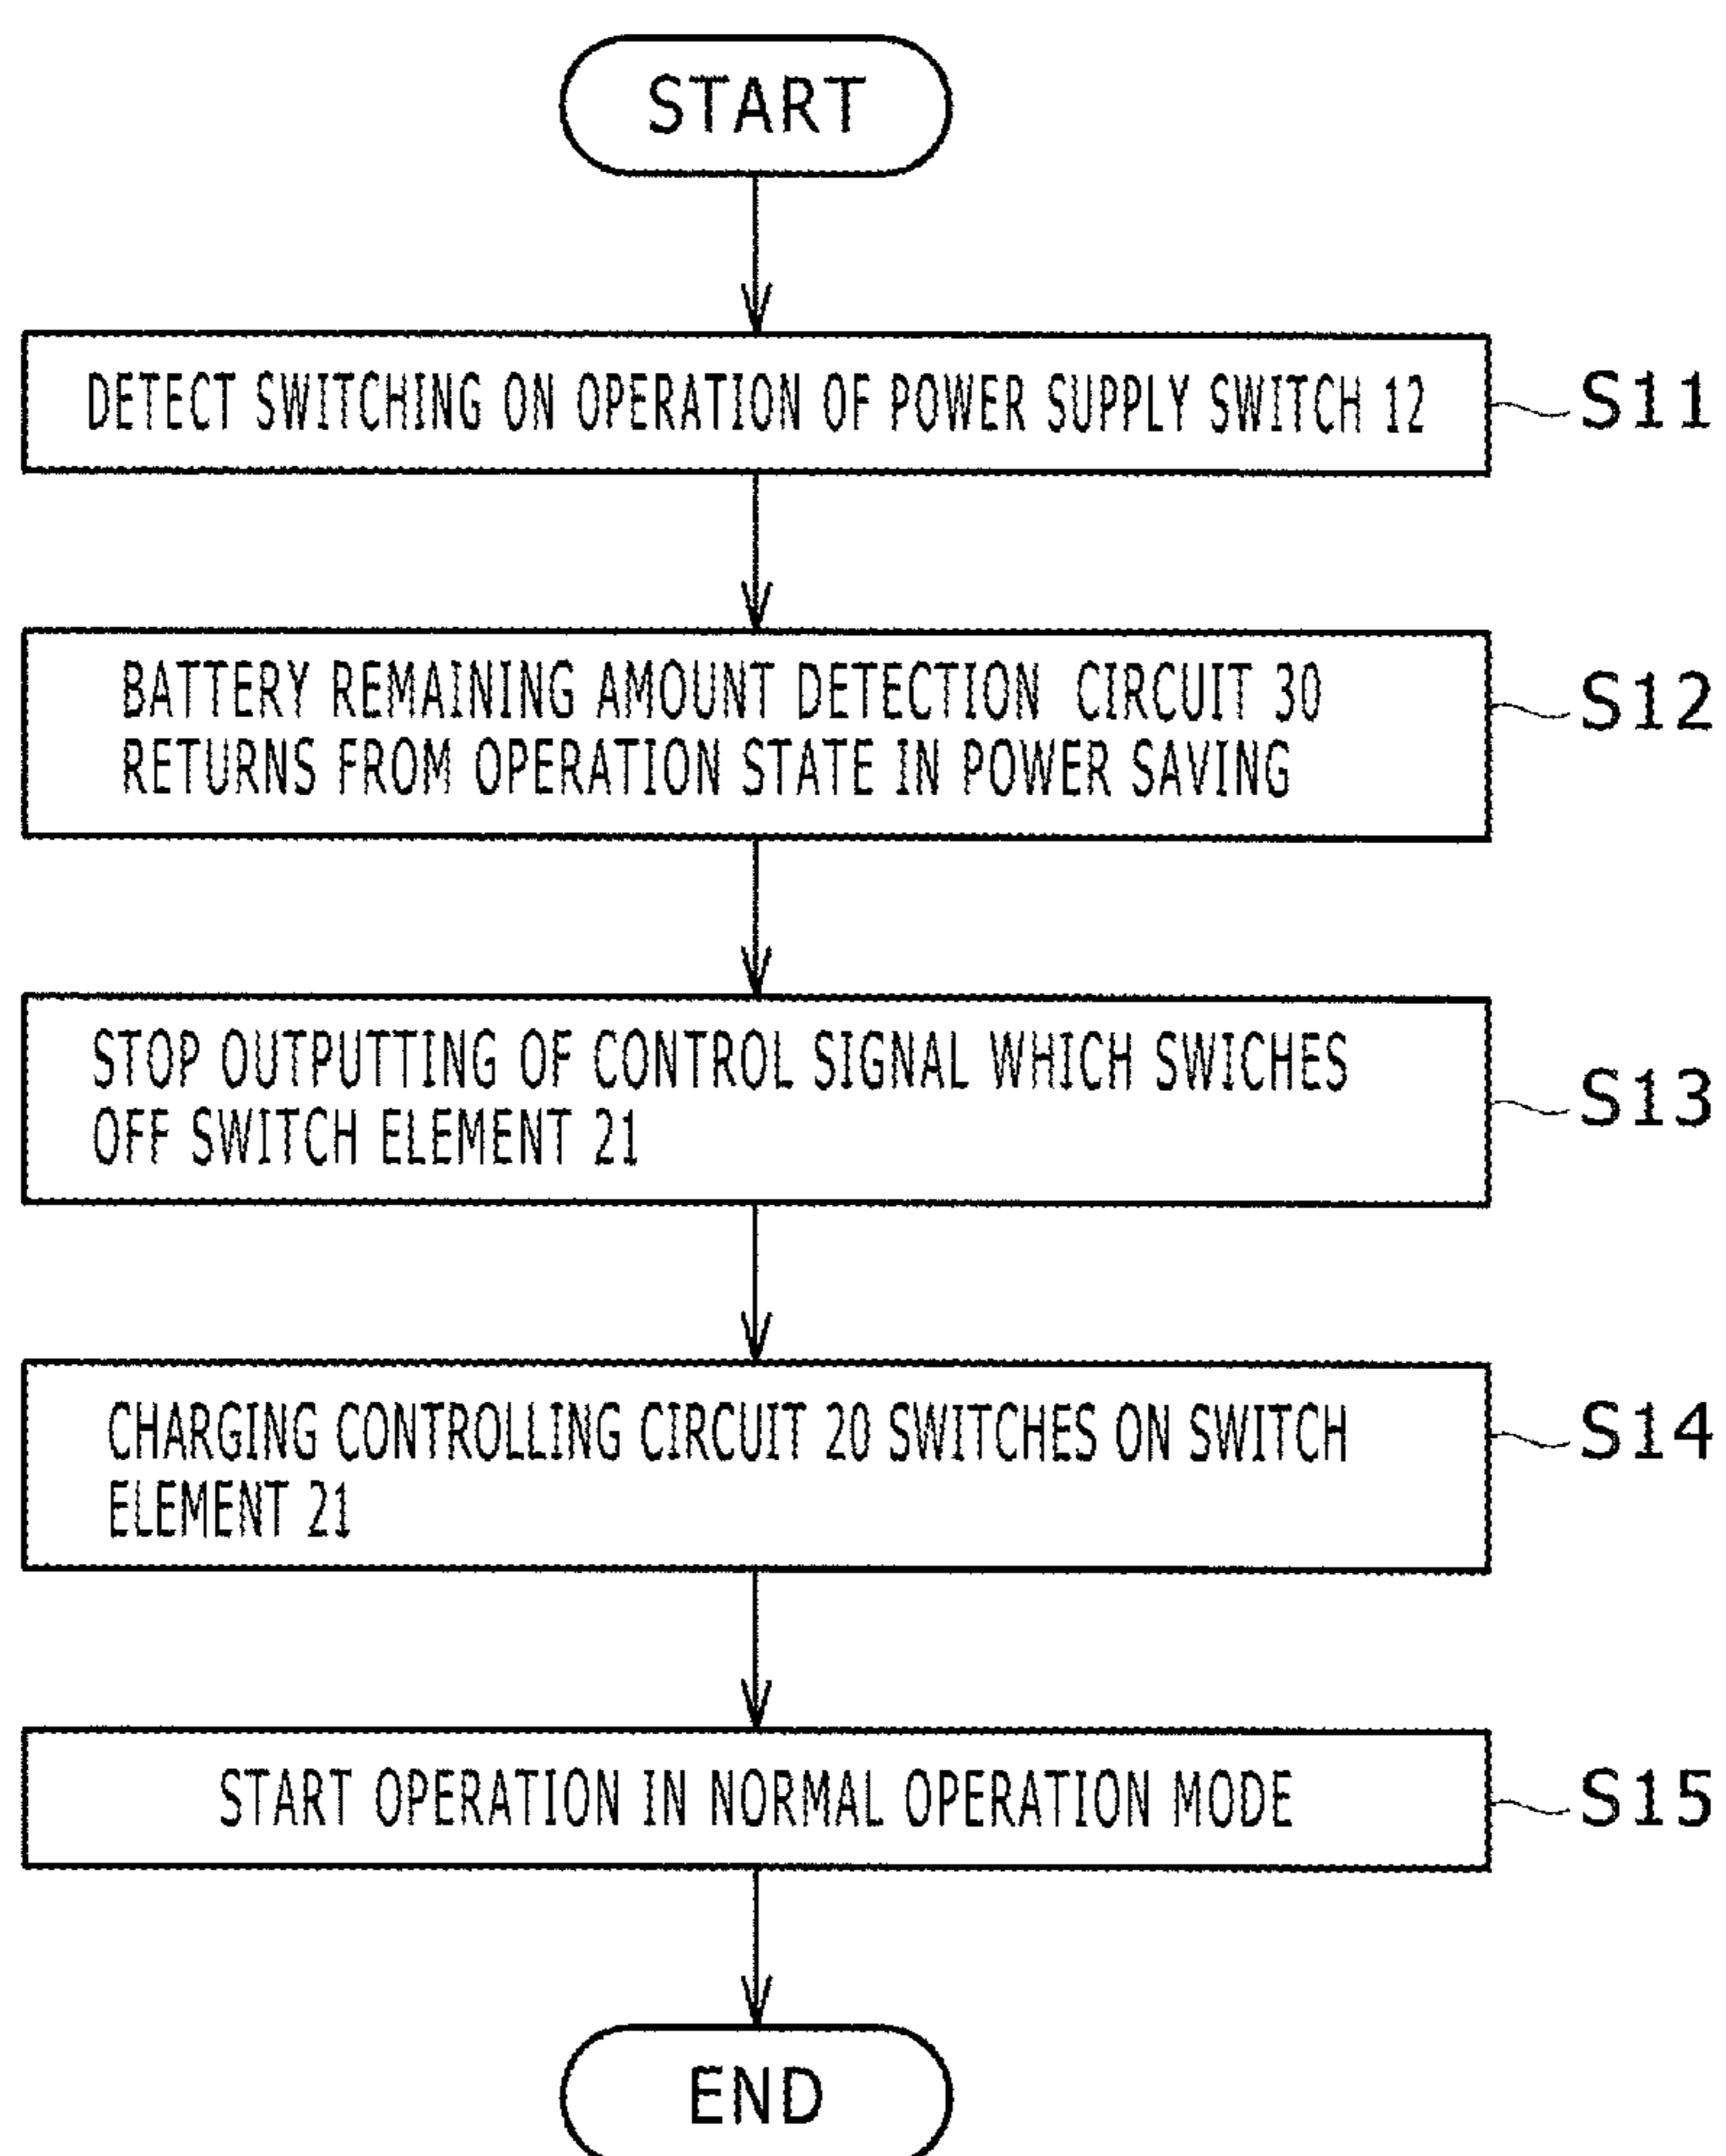 START
DETECT SWITCHING ON OPERATION OF POWER SUPPLY SWITCH 12
S11
BATTERY REMAINING AMOUNT DETECTION CIRCUIT 30
RETURNS FROM OPERATION STATE IN POWER SAVING
S12
STOP OUTPUTTING OF CONTROL SIGNAL WHICH SWICHES
OFF SWITCH ELEMENT 21
S13
CHARGING CONTROLLING CIRCUIT 20 SWITCHES ON SWITCH
ELEMENT 21
S14
START OPERATION IN NORMAL OPERATION MODE
S15
END